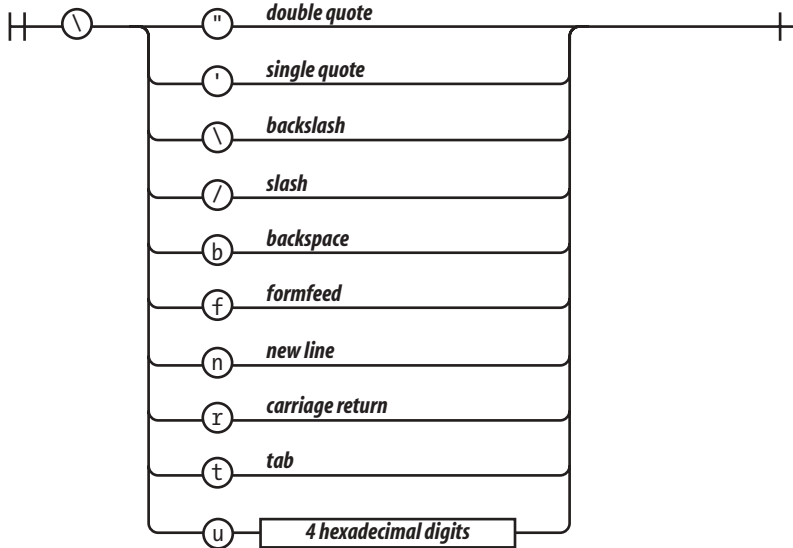 \ " double quote
' single quote
\ backslash
/ slash
b backspace
f formfeed
n new line
r carriage return
t tab
u 4 hexadecimal digits